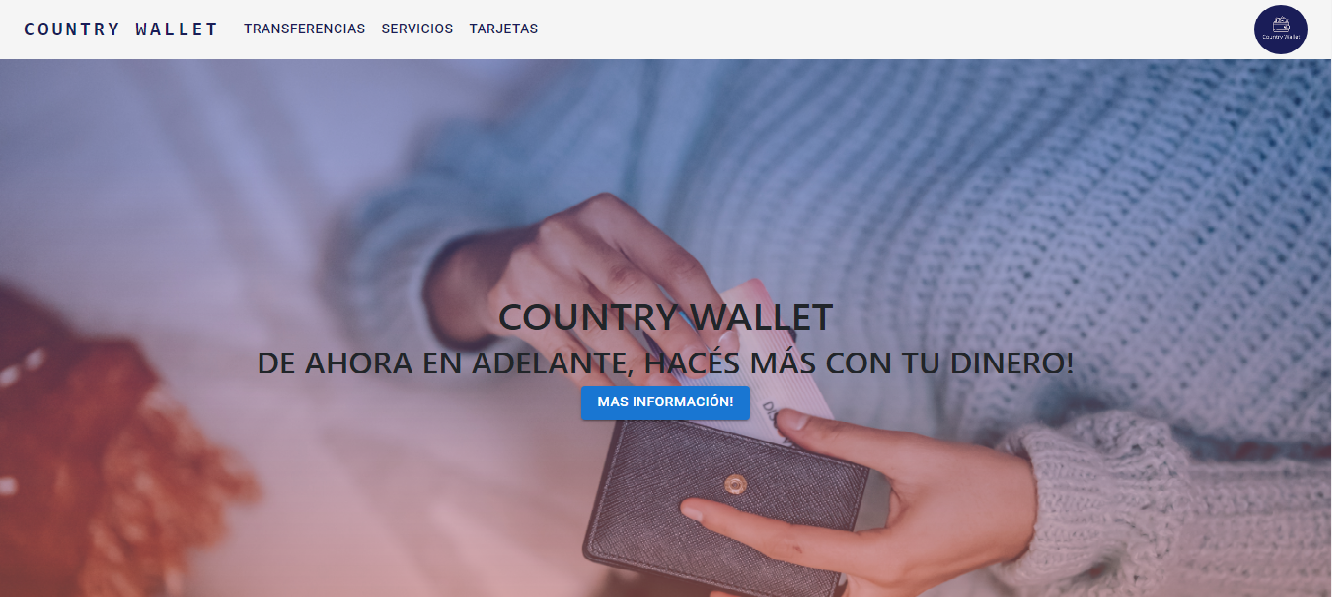 COUNTRY WALLET
TRANSFERENCIAS SERVICIOS TARJETAS
Country Wallet
COUNTRY WALLET
DE AHORA EN ADELANTE, HACÉS MÁS CON TU DINERO!
MAS INFORMACIÓN!